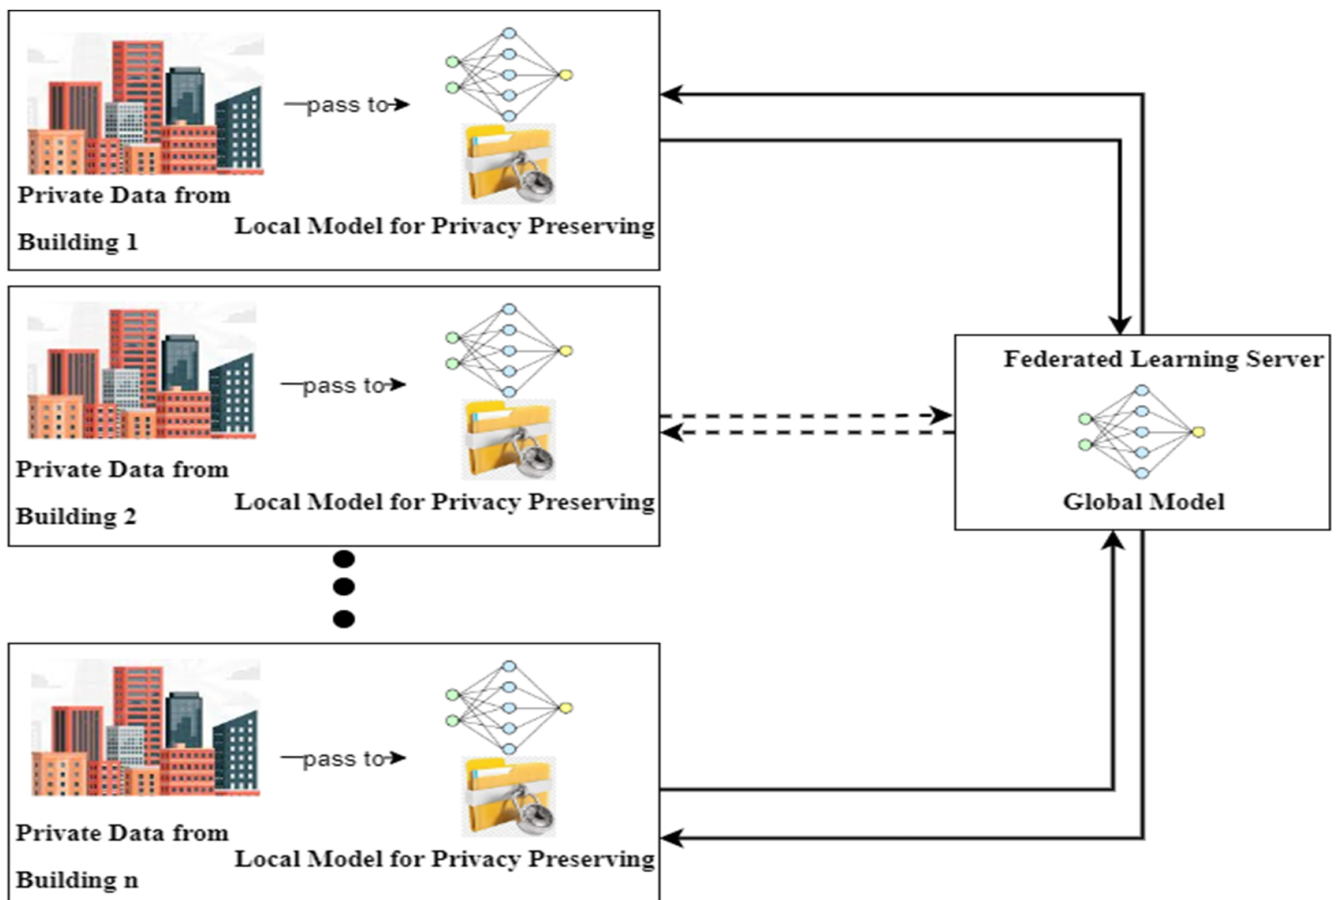 pass to
Private Data from
Building 1
Local Model for Privacy Preserving
pass to
Private Data from
Building 2
Local Model for Privacy Preserving
Federated Learning Server
Global Model
pass to
Private Data from
Building n
Local Model for Privacy Preserving